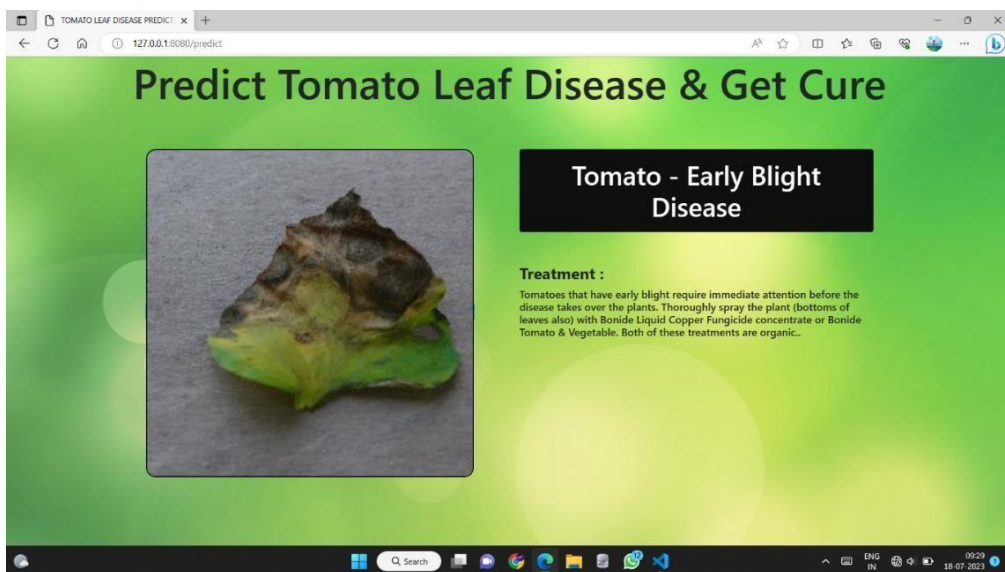 TOMATO LEAF DISEASE PREDICT
127.0.0.1:8080/predict
Predict Tomato Leaf Disease & Get Cure
Tomato - Early Blight
Disease
Treatment :
Tomatoes that have early blight require immediate attention before the
disease takes over the plants. Thoroughly spray the plant (bottoms of
leaves also) with Bonide Liquid Copper Fungicide concentrate or Bonide
Tomato & Vegetable. Both of these treatments are organic..
Search
12
ENG
IN
09:29
18-07-2023